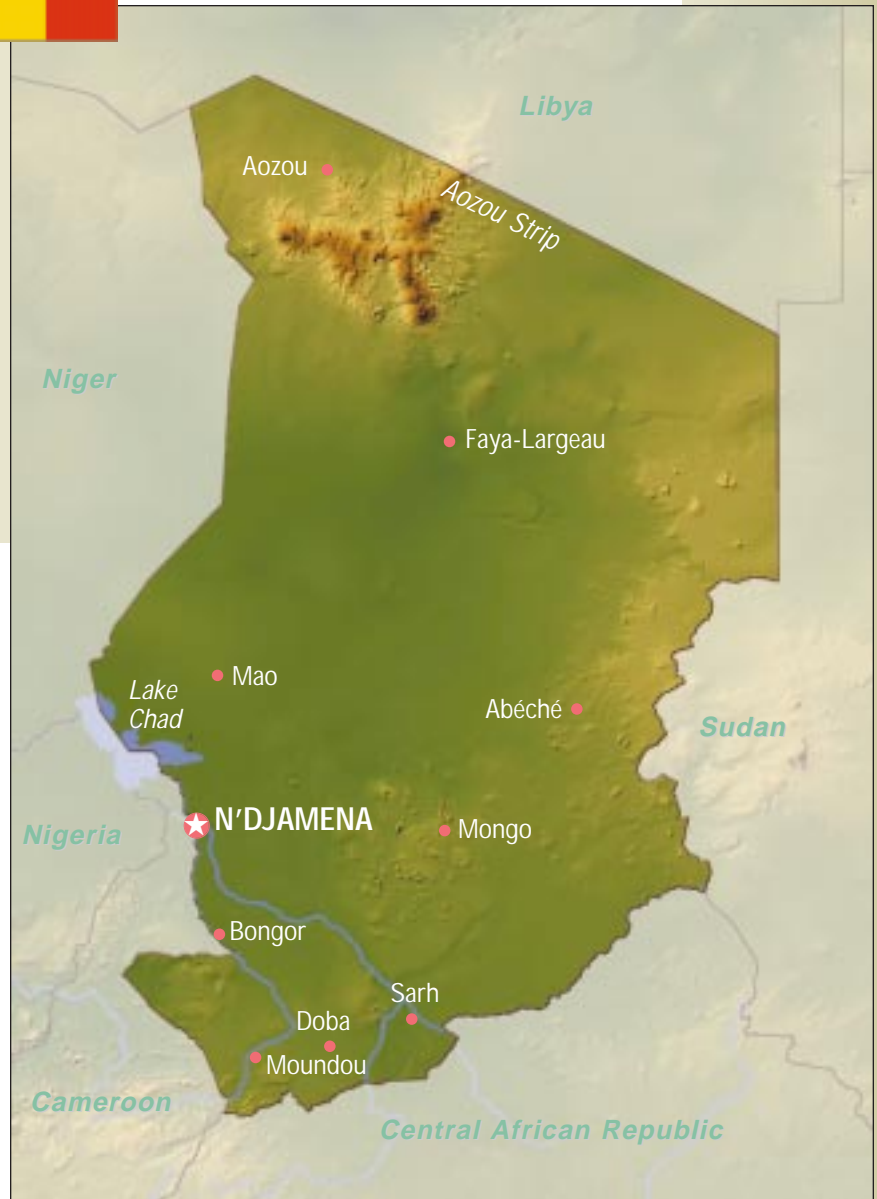 Libya
Aozou
Aozou Strip
Niger
Faya-Largeau
Mao
Lake
Chad
Abéché
Sudan
N'DJAMENA
Nigeria
Mongo
Bongor
Sarh
Doba
Moundou
Cameroon
Central African Republic